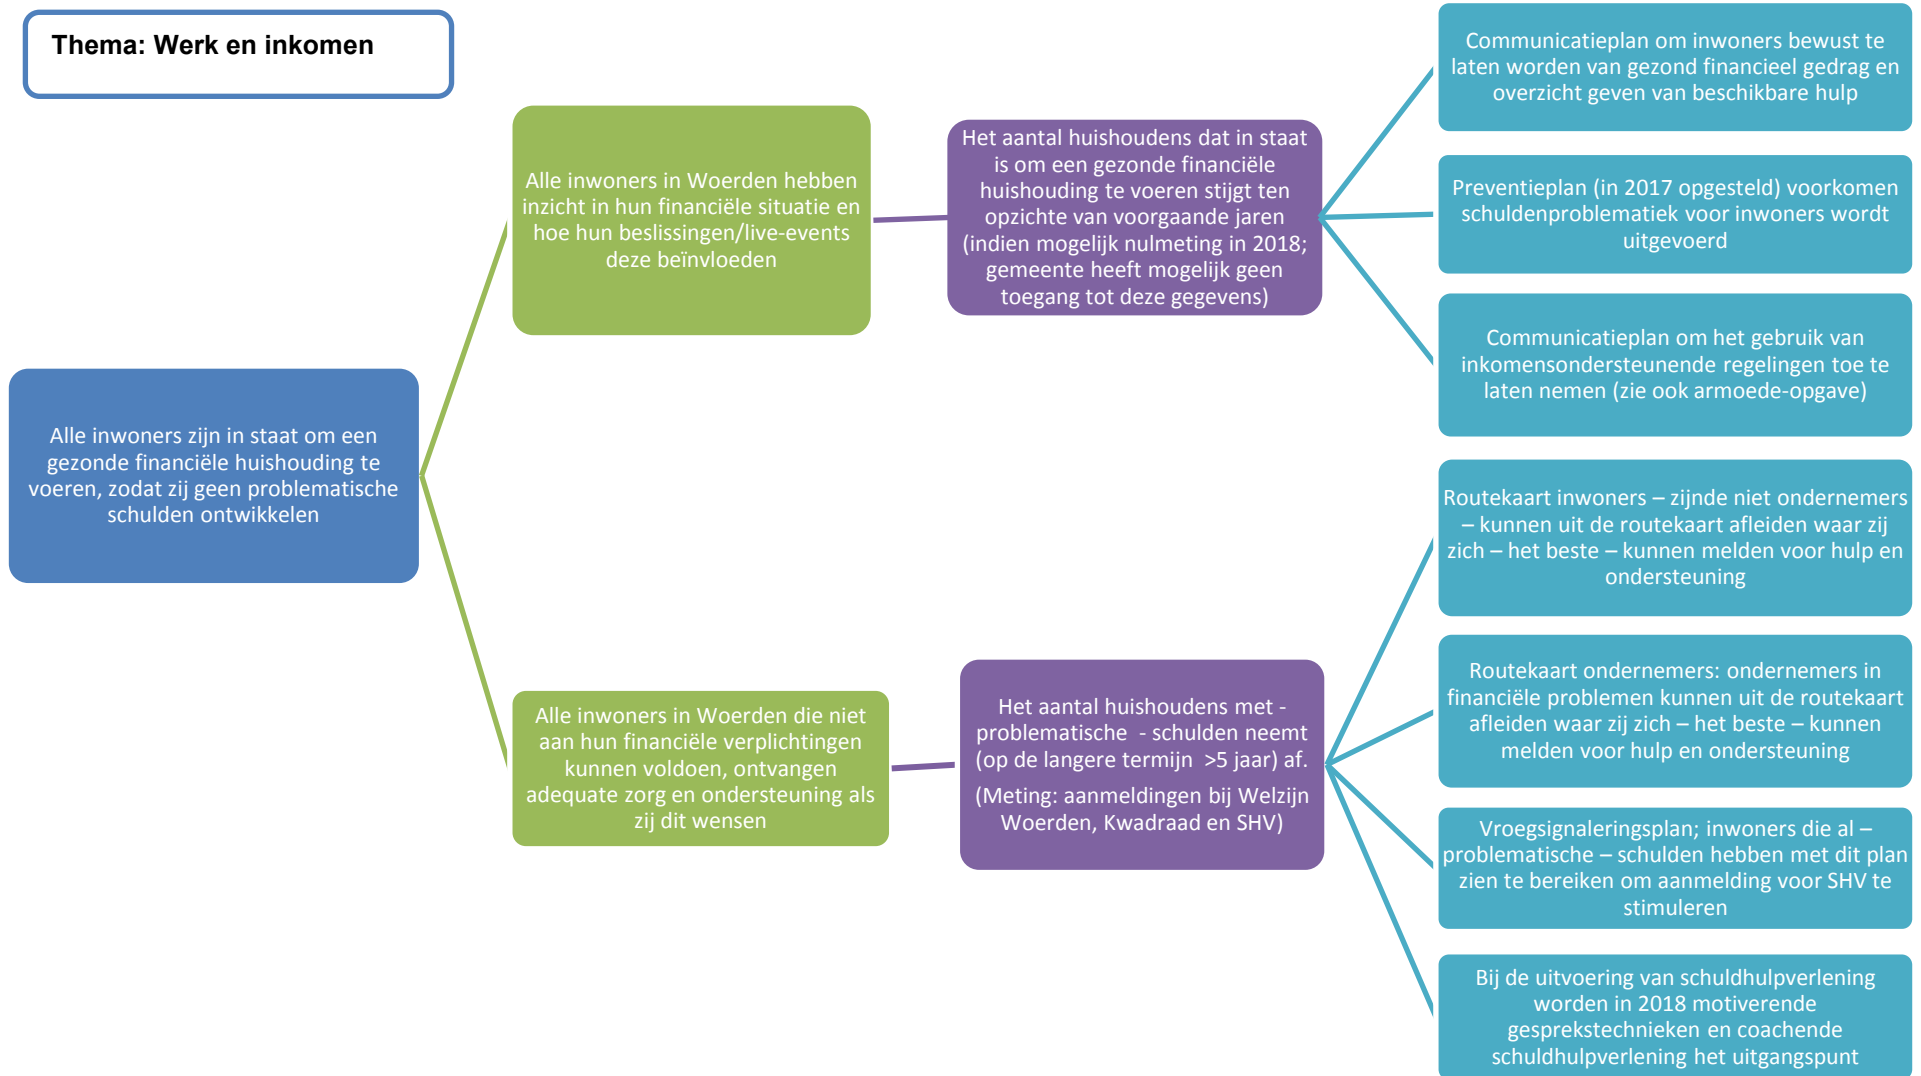 Thema: Werk en inkomen
Alle inwoners zijn in staat om een
gezonde financiële huishouding te
voeren, zodat zij geen problematische
schulden ontwikkelen
Alle inwoners in Woerden hebben
inzicht in hun financiële situatie en
hoe hun beslissingen/live-events
deze beïnvloeden
Het aantal huishoudens dat in staat
is om een gezonde financiële
huishouding te voeren stijgt ten
opzichte van voorgaande jaren
(indien mogelijk nulmeting in 2018;
gemeente heeft mogelijk geen
toegang tot deze gegevens)
Communicatieplan om inwoners bewust te
laten worden van gezond financieel gedrag en
overzicht geven van beschikbare hulp
Preventieplan (in 2017 opgesteld) voorkomen
schuldenproblematiek voor inwoners wordt
uitgevoerd
Communicatieplan om het gebruik van
inkomensondersteunende regelingen toe te
laten nemen (zie ook armoede-opgave)
Alle inwoners in Woerden die niet
aan hun financiële verplichtingen
kunnen voldoen, ontvangen
adequate zorg en ondersteuning als
zij dit wensen
Het aantal huishoudens met -
problematische  - schulden neemt
(op de langere termijn  >5 jaar) af.
(Meting: aanmeldingen bij Welzijn
Woerden, Kwadraad en SHV)
Routekaart inwoners – zijnde niet ondernemers
– kunnen uit de routekaart afleiden waar zij
zich – het beste – kunnen melden voor hulp en
ondersteuning
Routekaart ondernemers: ondernemers in
financiële problemen kunnen uit de routekaart
afleiden waar zij zich – het beste – kunnen
melden voor hulp en ondersteuning
Vroegsignaleringsplan; inwoners die al –
problematische – schulden hebben met dit plan
zien te bereiken om aanmelding voor SHV te
stimuleren
Bij de uitvoering van schuldhulpverlening
worden in 2018 motiverende
gesprekstechnieken en coachende
schuldhulpverlening het uitgangspunt